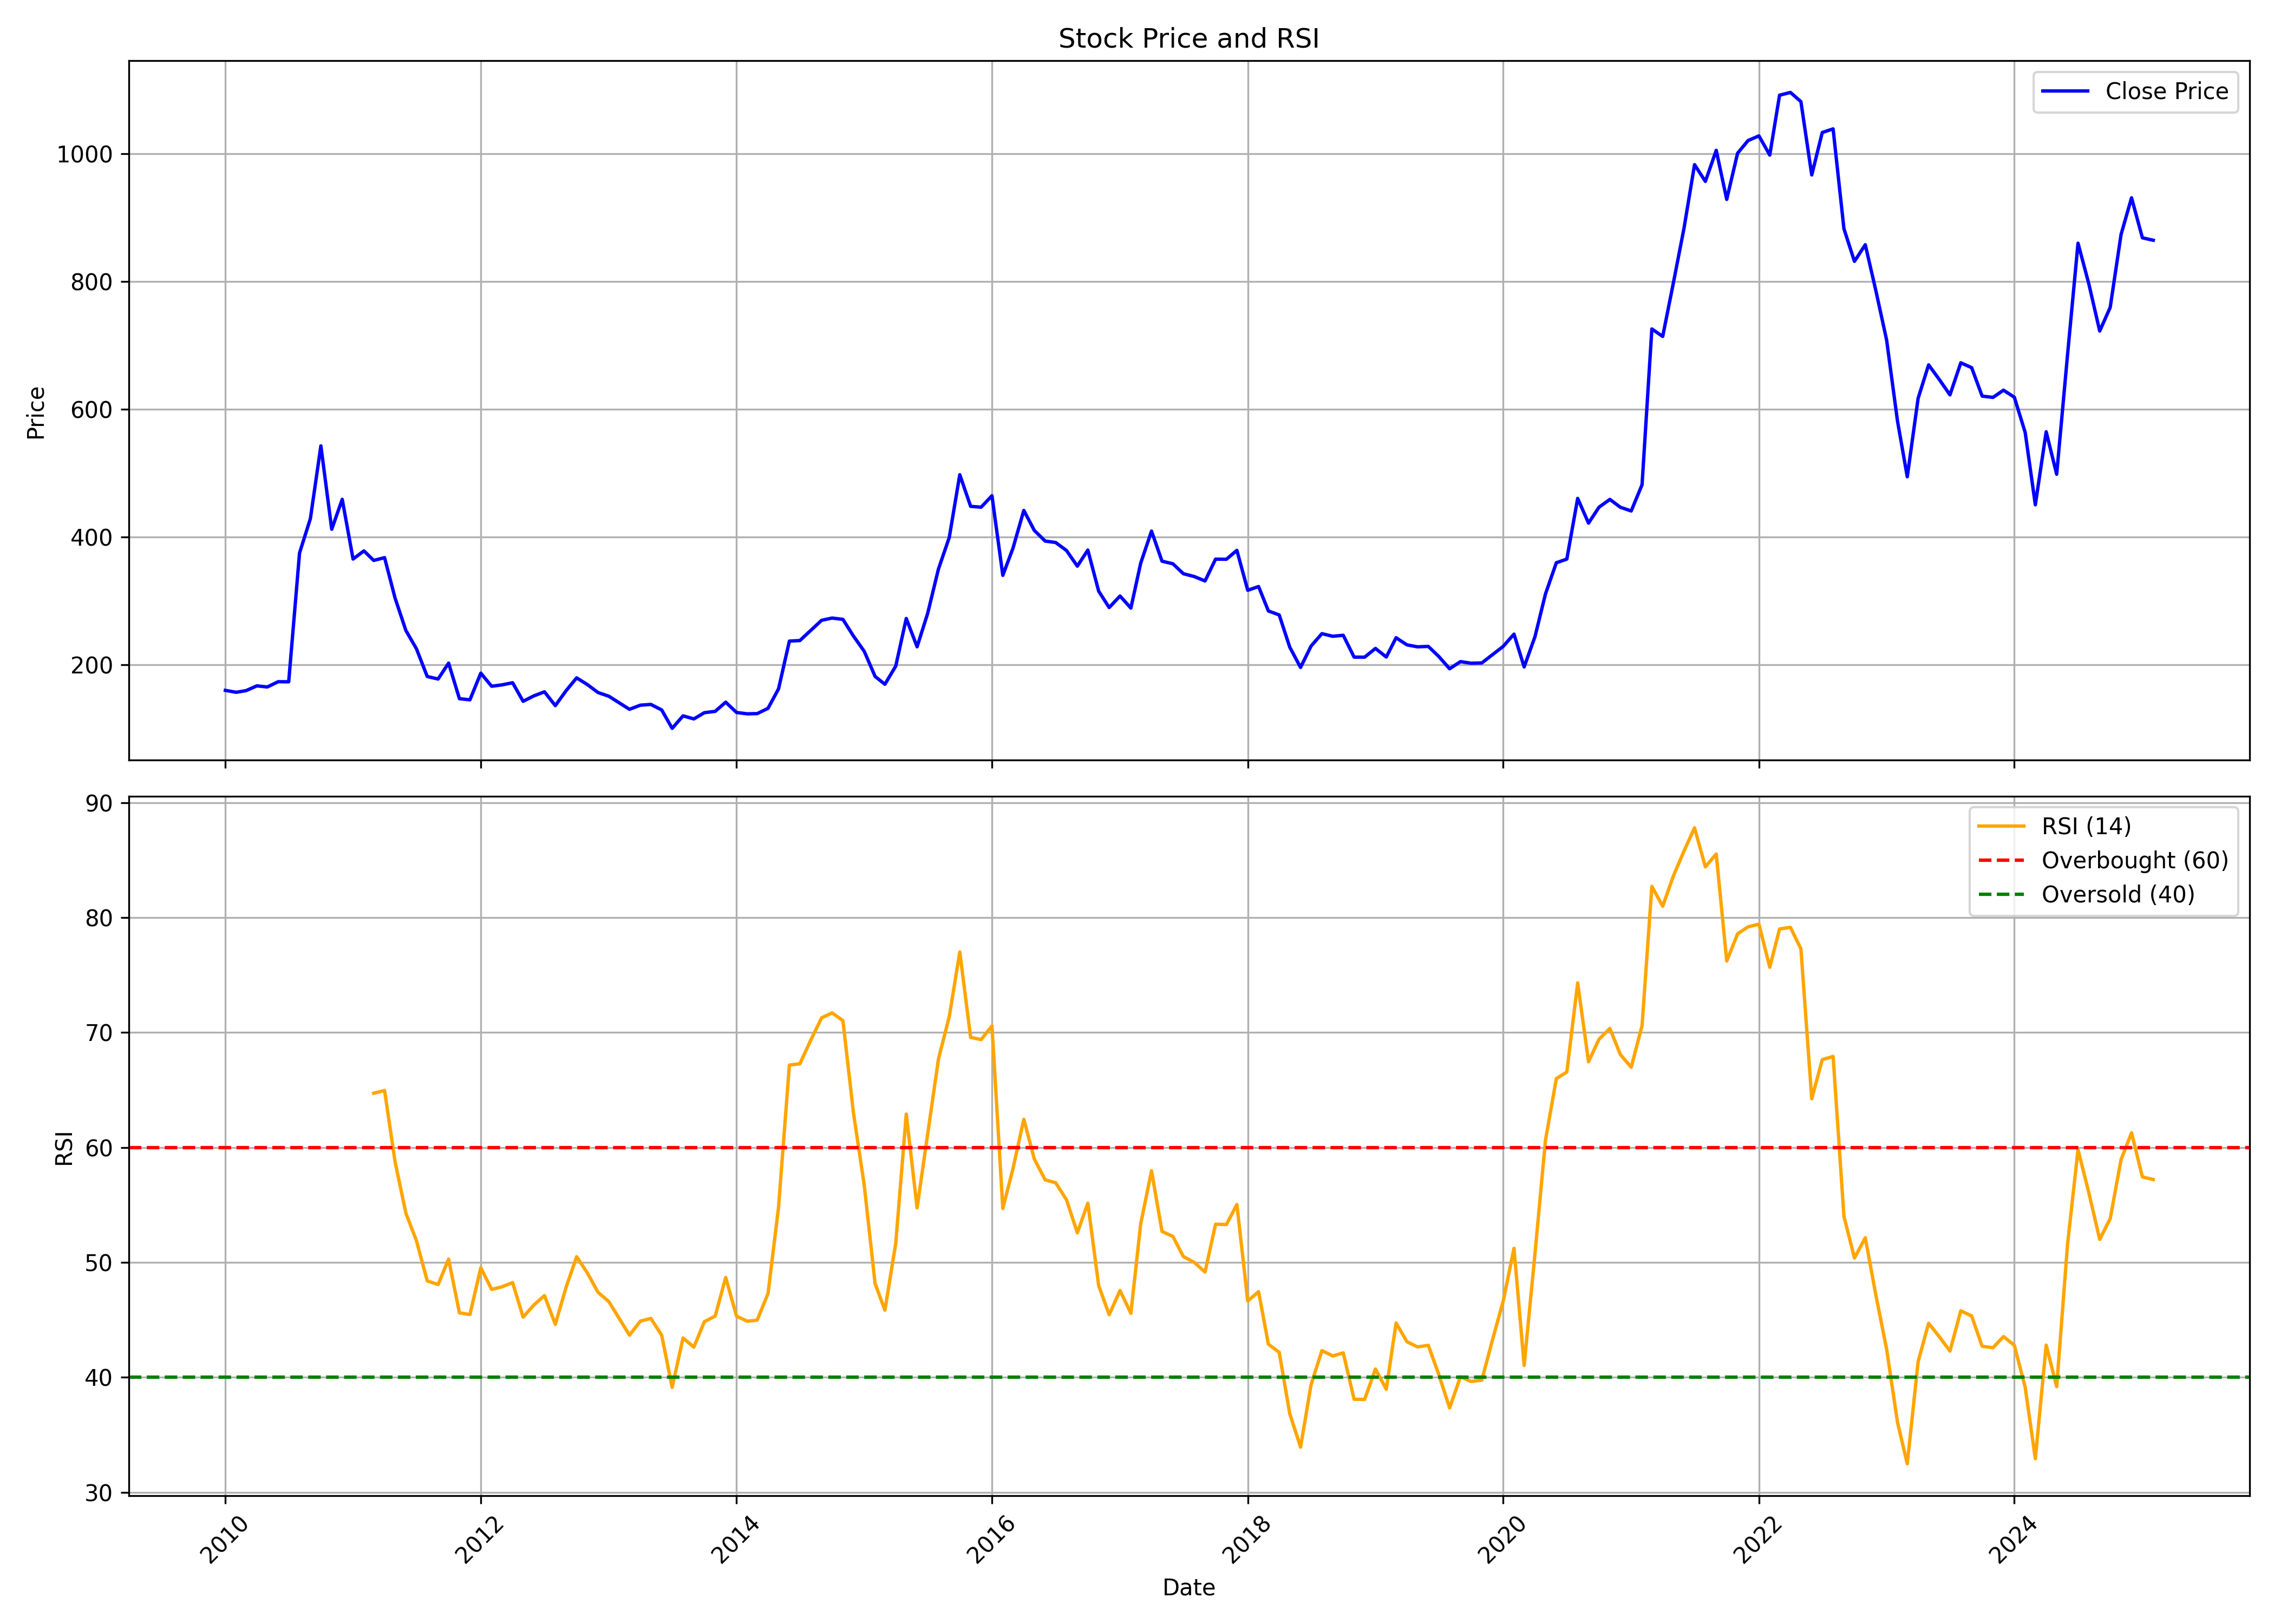 Stock Price and RSI
Close Price
1000
800
600
400
200
Price
RSI (14)
Overbought (60)
Oversold (40)
90
80
70
60
50
40
30
RSI
2010
2012
2014
2016
2018
2020
2022
2024
Date